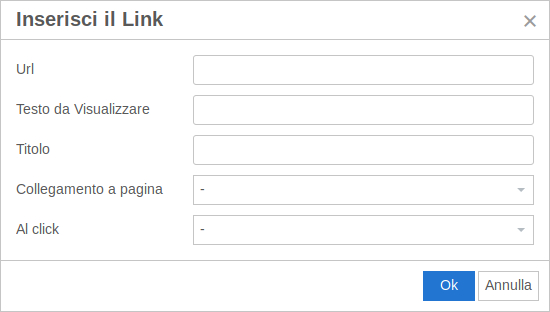 Inserisci il Link
×
Url
Testo da Visualizzare
Titolo
Collegamento a pagina -
Al click -
Ok Annulla